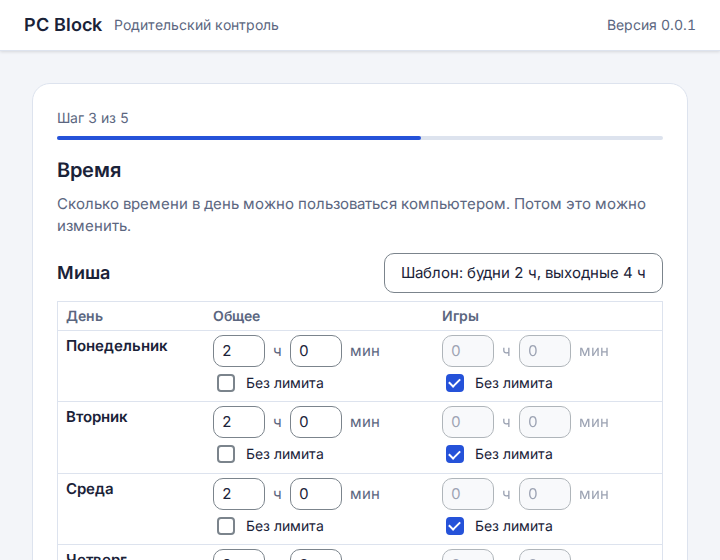 PC Block Родительский контроль Версия 0.0.1
Шаг 3 из 5
Время
Сколько времени в день можно пользоваться компьютером. Потом это можно
изменить.
Миша Шаблон: будни 2 ч, выходные 4 ч
День Общее Игры
Понедельник 2 ч 0 мин 0 ч 0 мин
Без лимита Без лимита
Вторник 2 ч 0 мин 0 ч 0 мин
Без лимита Без лимита
Среда 2 ч 0 мин 0 ч 0 мин
Без лимита Без лимита
Четверг